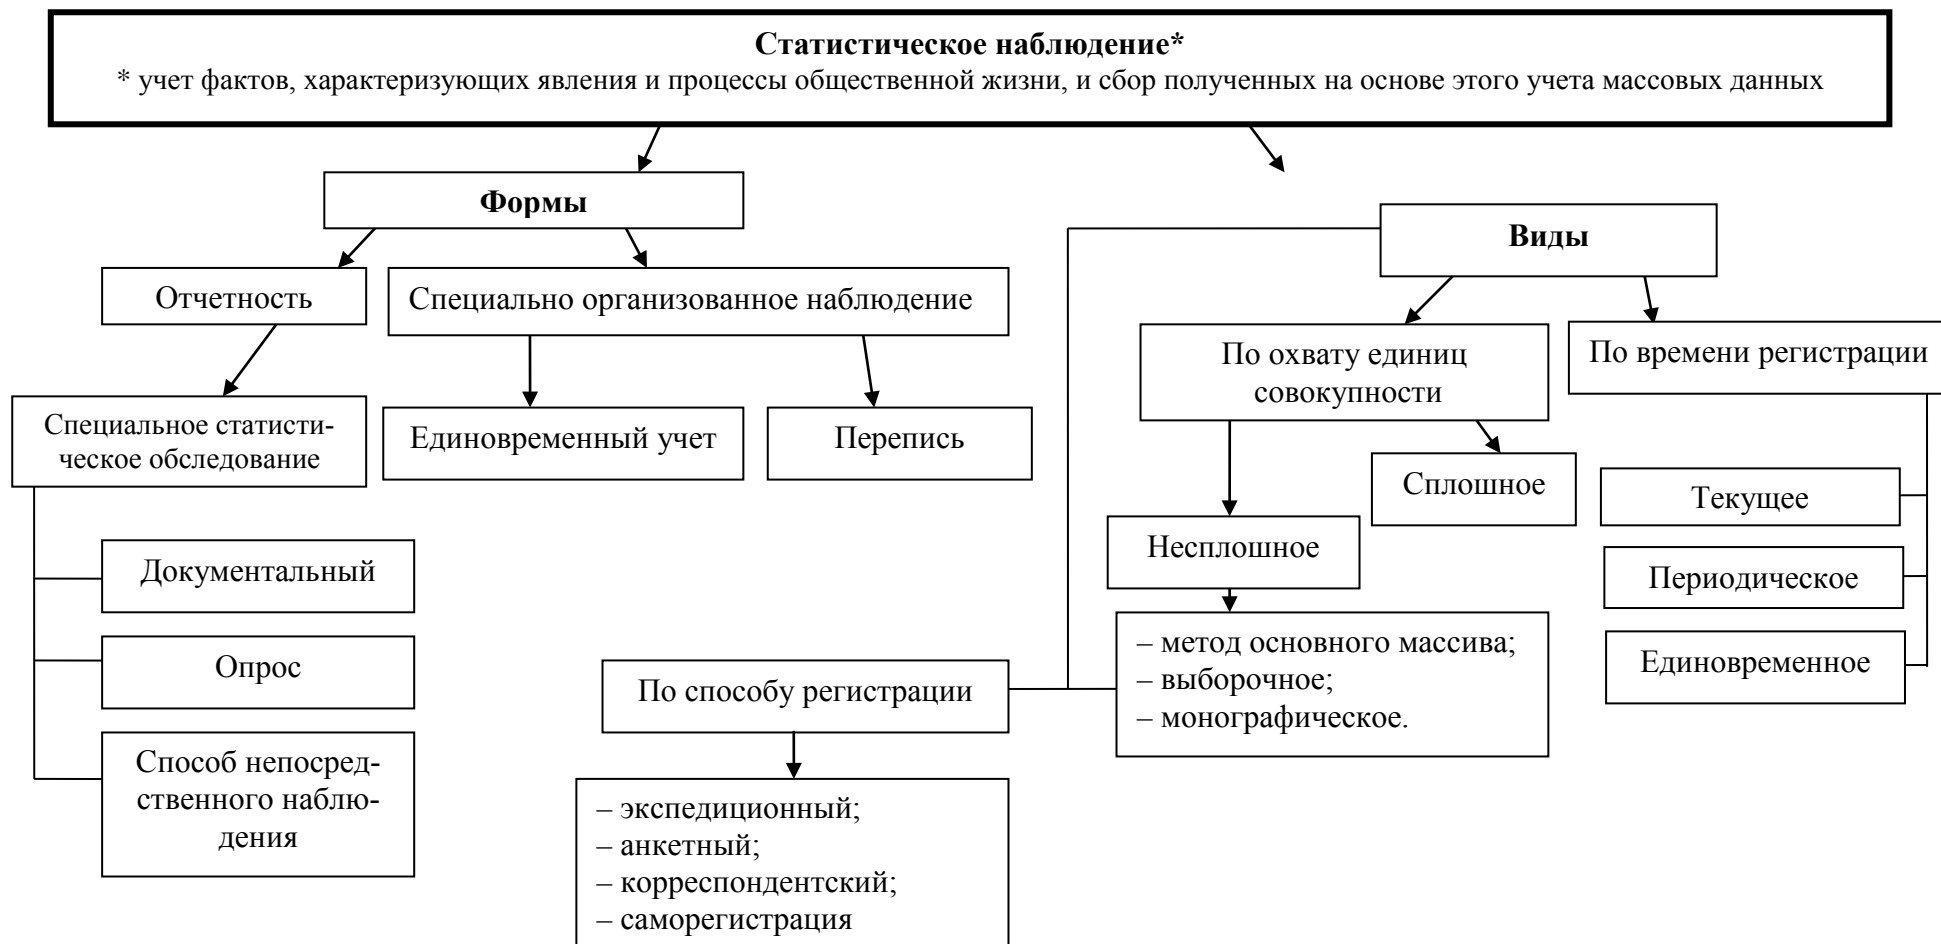 Статистическое наблюдение*
* учет фактов, характеризующих явления и процессы общественной жизни, и сбор полученных на основе этого учета массовых данных
Формы
Виды
Отчетность
Специально организованное наблюдение
По охвату единиц
совокупности
По времени регистрации
Специальное статисти-
ческое обследование
Единовременный учет
Перепись
Сплошное
Текущее
Несплошное
Документальный
Периодическое
– метод основного массива;
– выборочное;
– монографическое.
Опрос
По способу регистрации
Единовременное
Способ непосред-
ственного наблю-
дения
– экспедиционный;
– анкетный;
– корреспондентский;
– саморегистрация